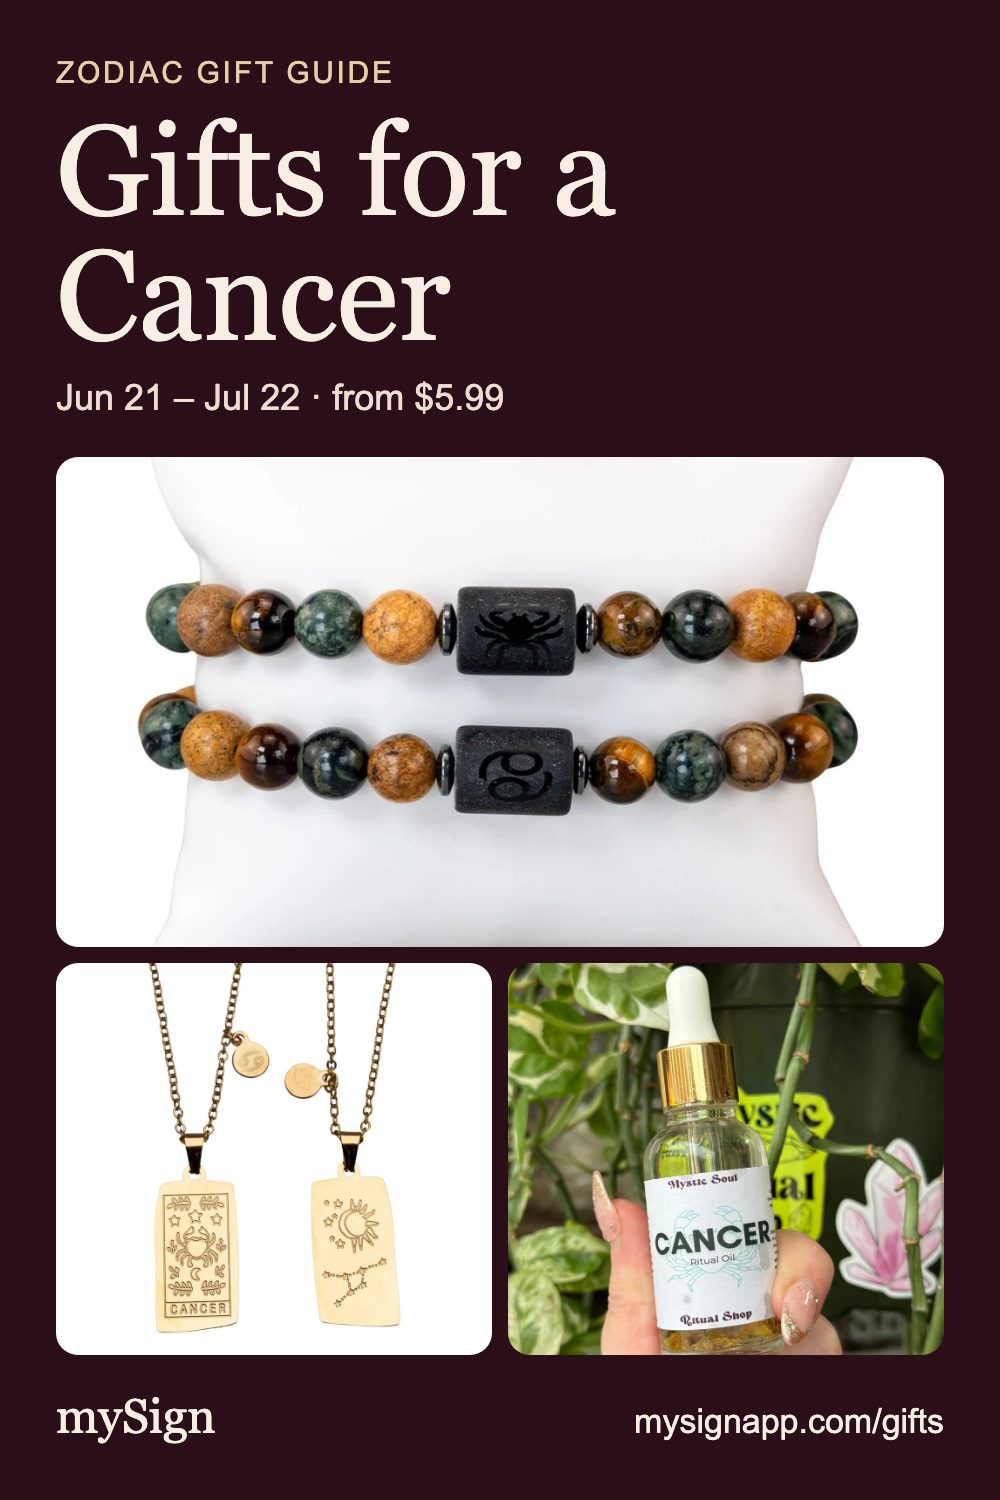 ZODIAC GIFT GUIDE
Gifts for a
Cancer
Jun 21 – Jul 22 · from $5.99
CANCER
Mystic Soul
CANCER
Ritual Oil
Ritual Shop
mySign
mysignapp.com/gifts